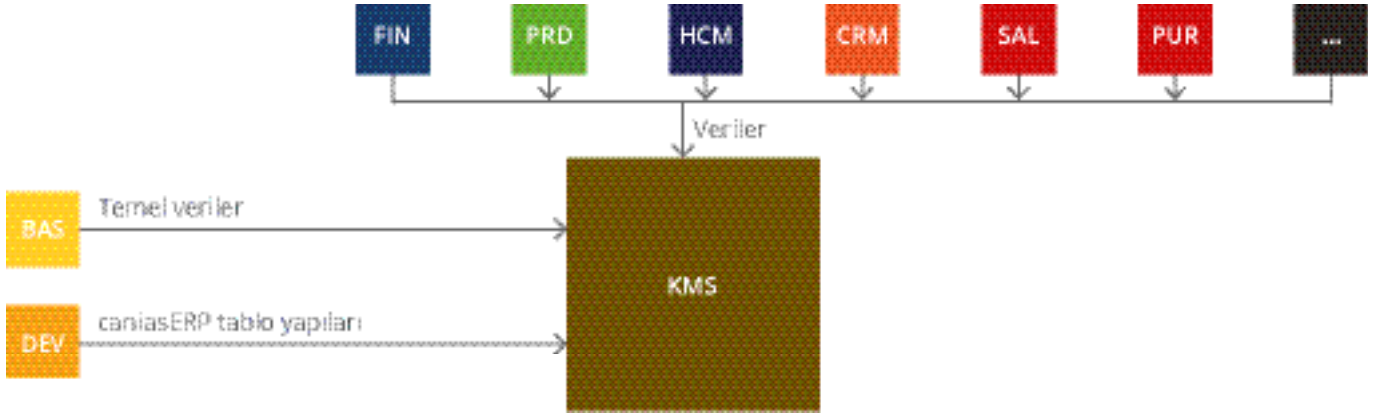 FIN PRD HCM CRM SAL PUR ...
Veriler
Temel veriler
BAS
KMS
caniasERP tablo yapıları
DEV